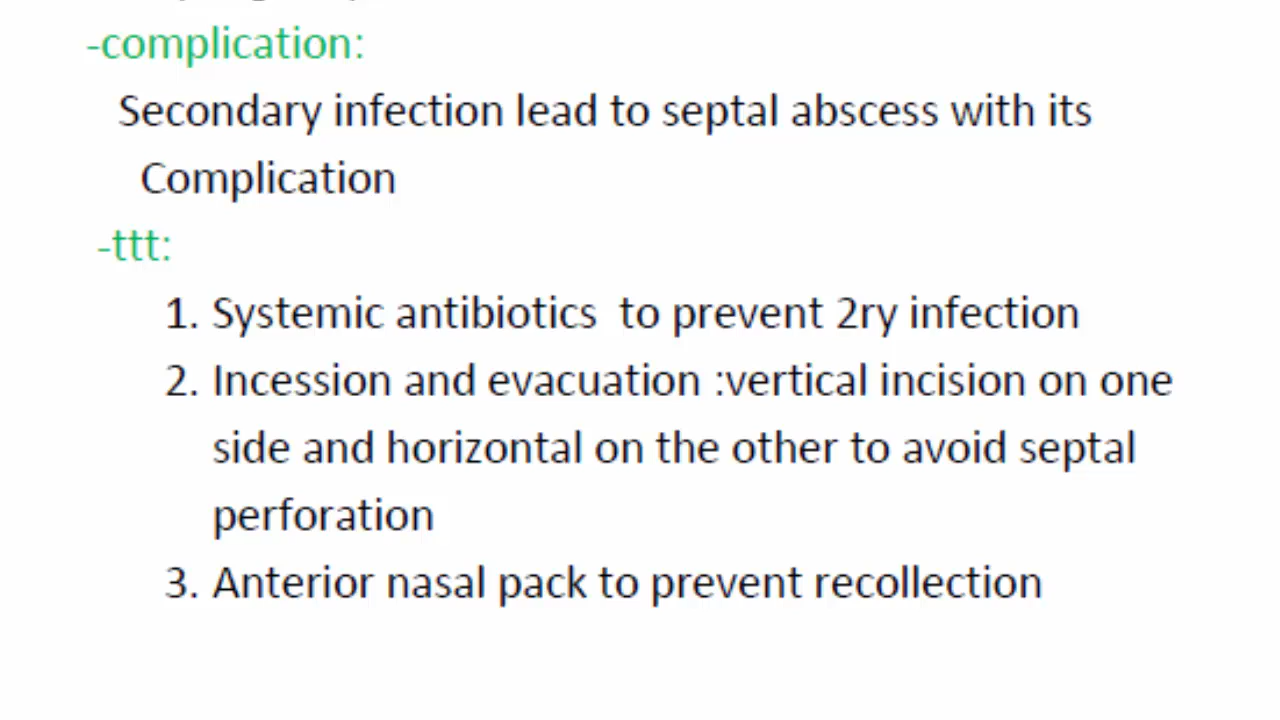 -complication:
Secondary infection lead to septal abscess with its
Complication
-ttt:
1. Systemic antibiotics to prevent 2ry infection
2. Incession and evacuation :vertical incision on one
side and horizontal on the other to avoid septal
perforation
3. Anterior nasal pack to prevent recollection